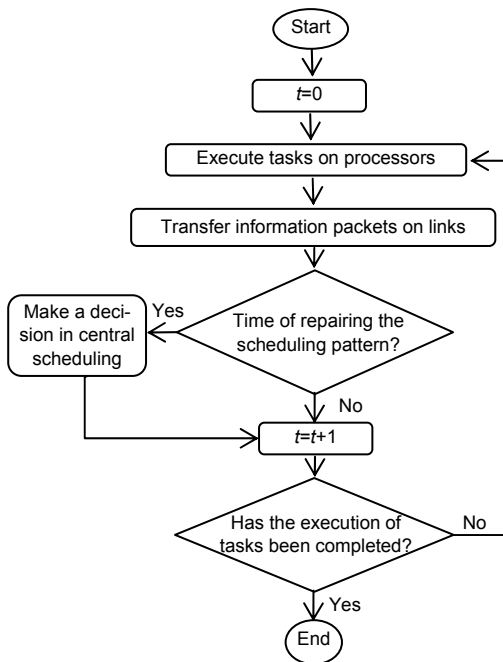 Start
t=0
Execute tasks on processors
Transfer information packets on links
Make a deci-
sion in central
scheduling
Yes
Time of repairing the
scheduling pattern?
No
t=t+1
Has the execution of
tasks been completed?
No
Yes
End